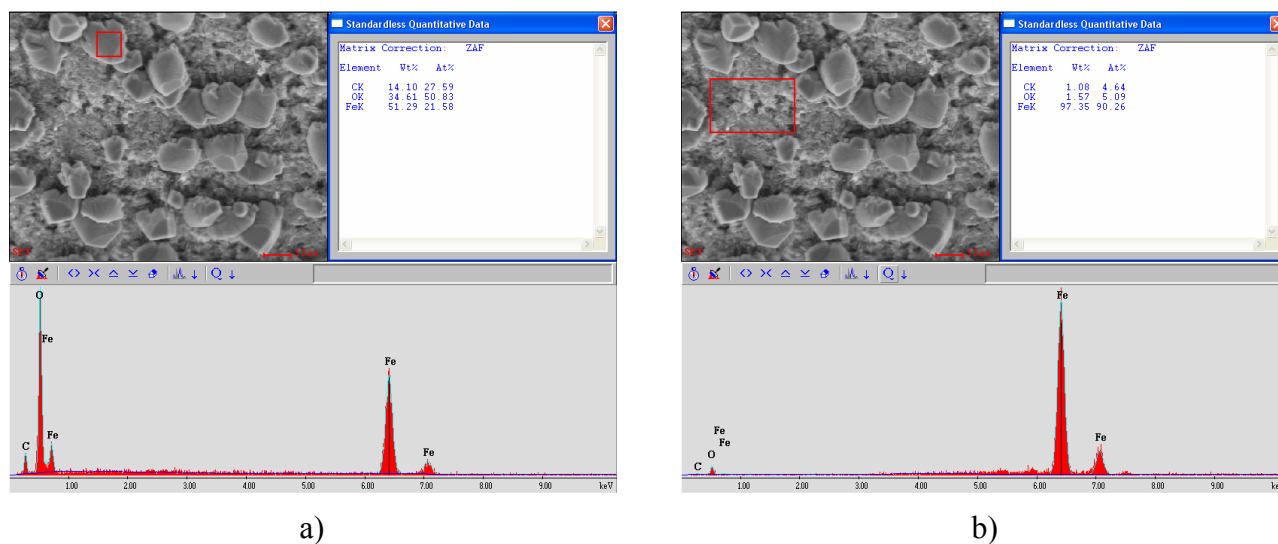 Standardless Quantitative Data
Matrix Correction: ZAF
Element Wt% At%
CK 14.10 27.59
OK 34.61 50.83
FeK 51.29 21.58
SEI
O
Fe
Fe
C
Fe
Fe
1.00 2.00 3.00 4.00 5.00 6.00 7.00 8.00 9.00 keV
a)
Standardless Quantitative Data
Matrix Correction: ZAF
Element Wt% At%
CK 1.08 4.64
OK 1.57 5.09
FeK 97.35 90.26
SEI
Fe
Fe
Fe
O
C
Fe
1.00 2.00 3.00 4.00 5.00 6.00 7.00 8.00 9.00 ke
b)